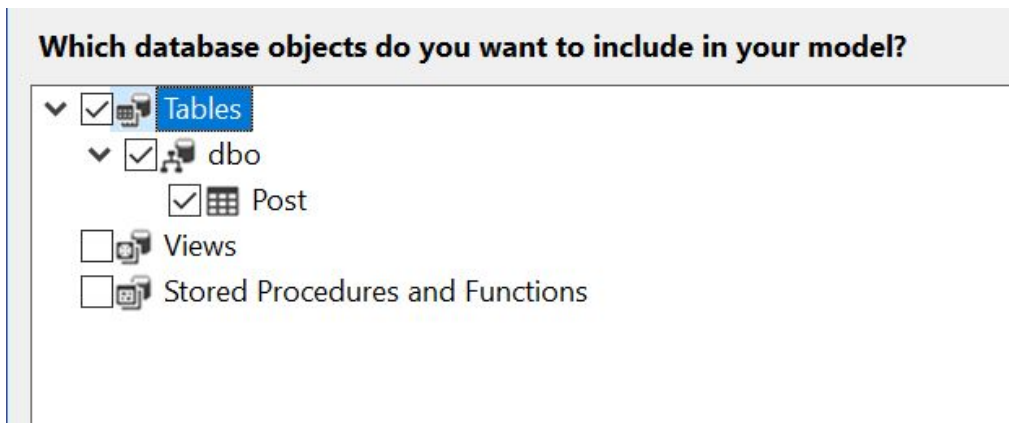 Which database objects do you want to include in your model?
Tables
dbo
Post
Views
Stored Procedures and Functions